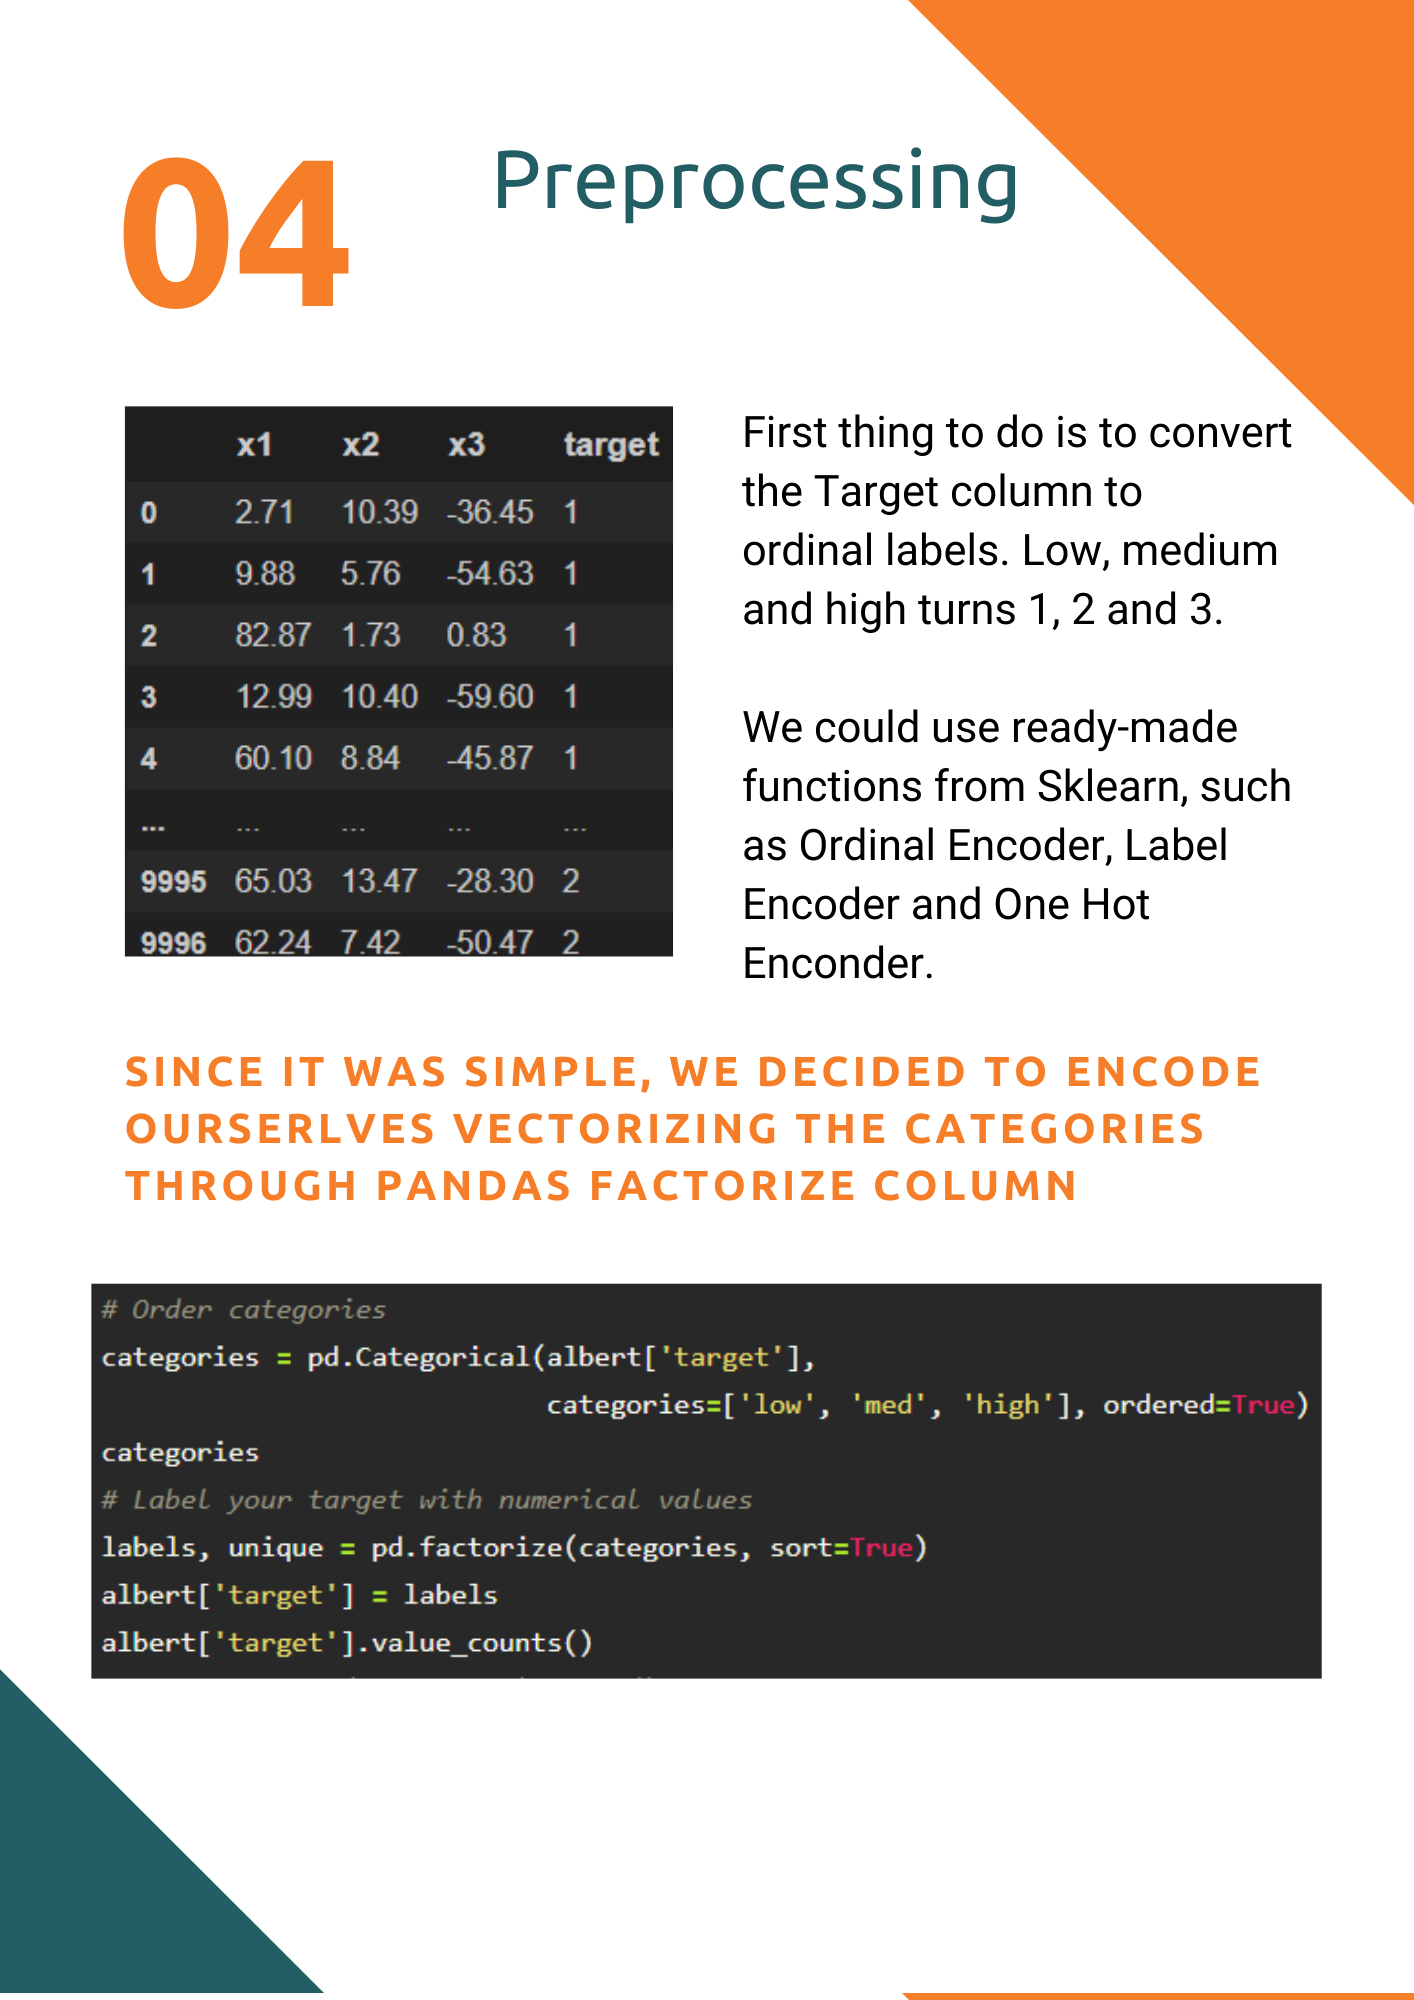 04
Preprocessing
x1 x2 x3 target
0 2.71 10.39 -36.45 1
1 9.88 5.76 -54.63 1
2 82.87 1.73 0.83 1
3 12.99 10.40 -59.60 1
4 60.10 8.84 -45.87 1
... ... ... ... ...
9995 65.03 13.47 -28.30 2
9996 62.24 7.42 -50.47 2
First thing to do is to convert
the Target column to
ordinal labels. Low, medium
and high turns 1, 2 and 3.
We could use ready-made
functions from Sklearn, such
as Ordinal Encoder, Label
Encoder and One Hot
Enconder.
SINCE IT WAS SIMPLE, WE DECIDED TO ENCODE
OURSERLVES VECTORIZING THE CATEGORIES
THROUGH PANDAS FACTORIZE COLUMN
# Order categories
categories = pd.Categorical(albert['target'],
categories=['low', 'med', 'high'], ordered=True)
categories
# Label your target with numerical values
labels, unique = pd.factorize(categories, sort=True)
albert['target'] = labels
albert['target'].value_counts()